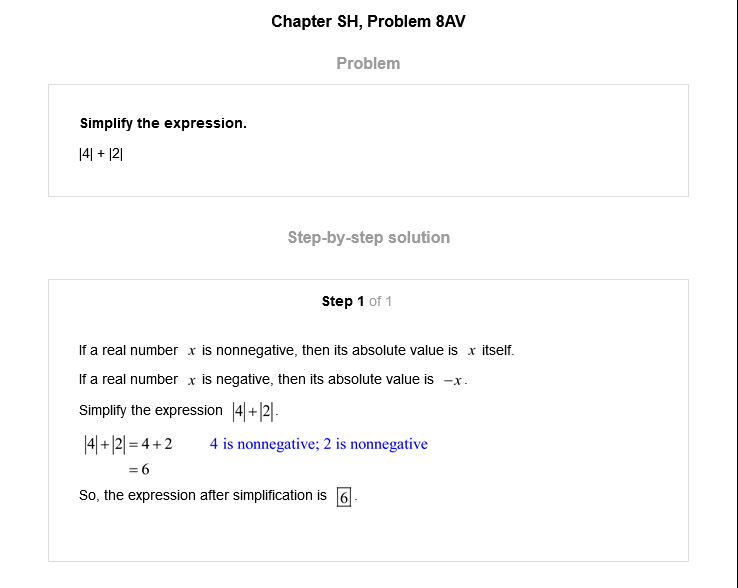 Chapter SH, Problem 8AV
Problem
Simplify the expression.
|4| + |2|
Step-by-step solution
Step 1 of 1
If a real number x is nonnegative, then its absolute value is x itself.
If a real number x is negative, then its absolute value is −x.
Simplify the expression |4|+|2|.
|4|+|2| = 4 + 2 4 is nonnegative; 2 is nonnegative
= 6
So, the expression after simplification is 6.